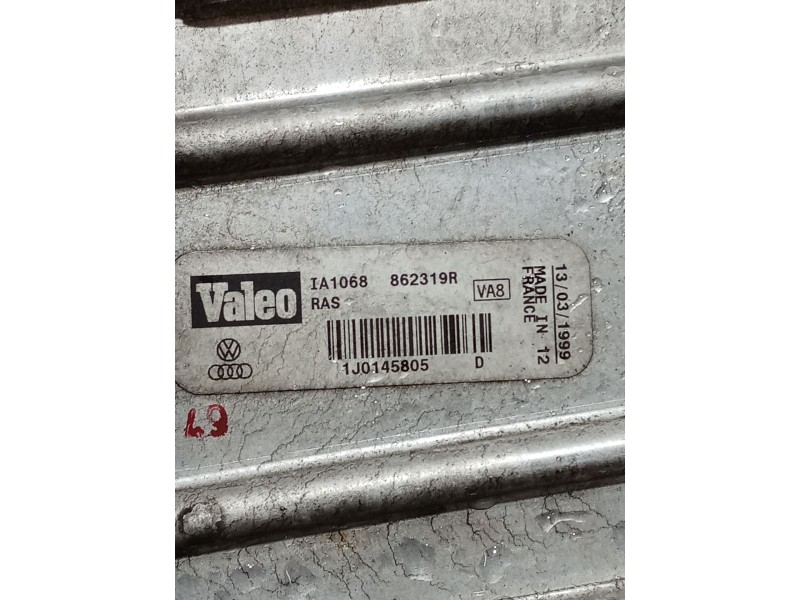 Valeo
IA1068 862319R
RAS
VA8
1J0145805 D
13/03/1999
MADE IN 12
FRANCE